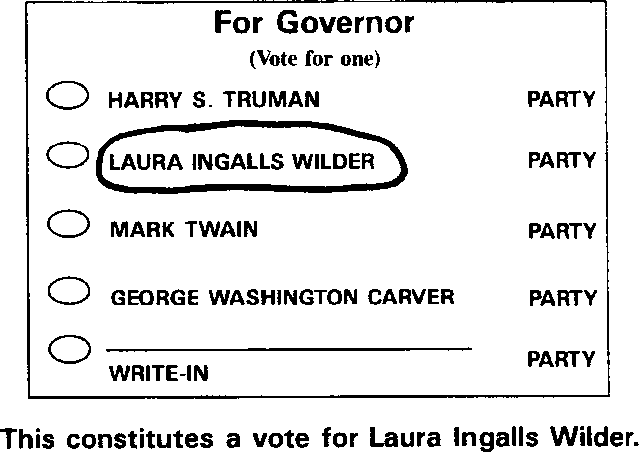 For Governor
(Vote for one)
HARRY S. TRUMAN PARTY
LAURA INGALLS WILDER PARTY
MARK TWAIN PARTY
GEORGE WASHINGTON CARVER PARTY
WRITE-IN PARTY
This constitutes a vote for Laura Ingalls Wilder.